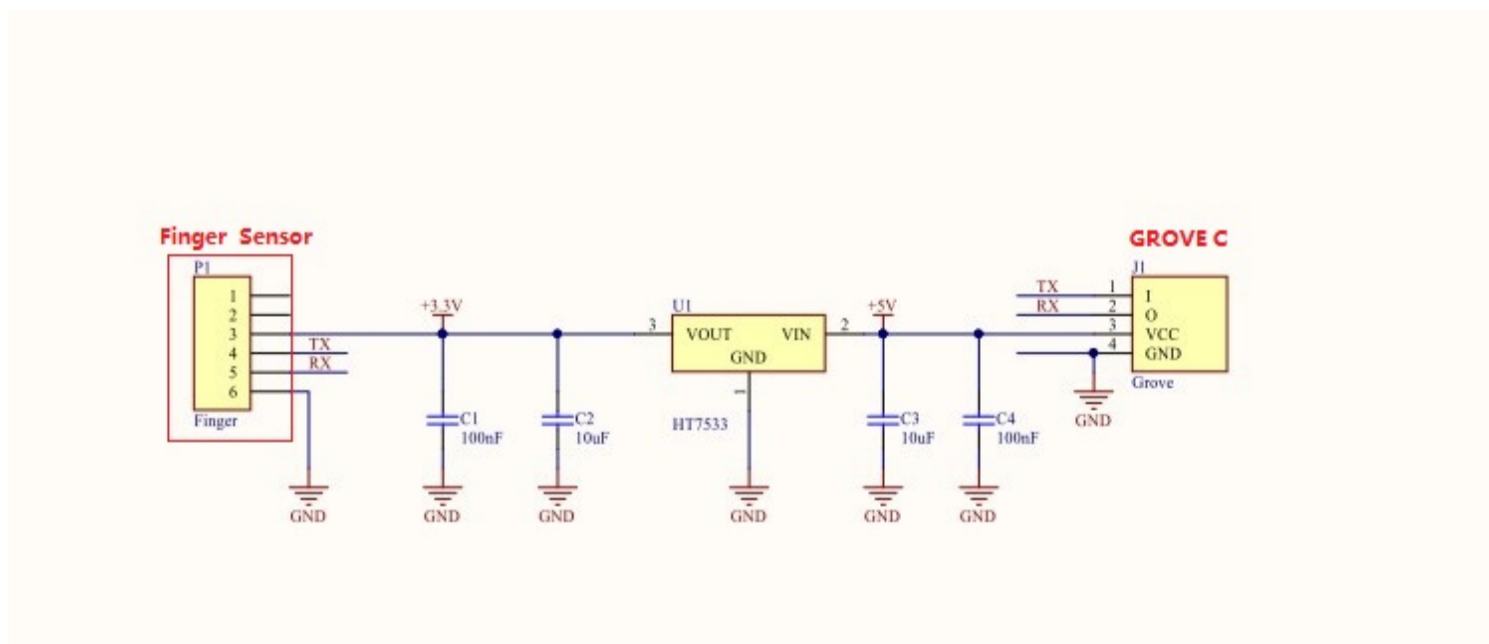 Finger Sensor
P1
1
2
3
4
5
6
TX
RX
Finger
GND
+3.3V
C1
100nF
GND
C2
10uF
GND
U1
3
VOUT
VIN
2
GND
1
HT7533
GND
+5V
C3
10uF
GND
C4
100nF
GND
GROVE C
J1
TX 1 I
RX 2 O
3 VCC
4 GND
Grove
GND